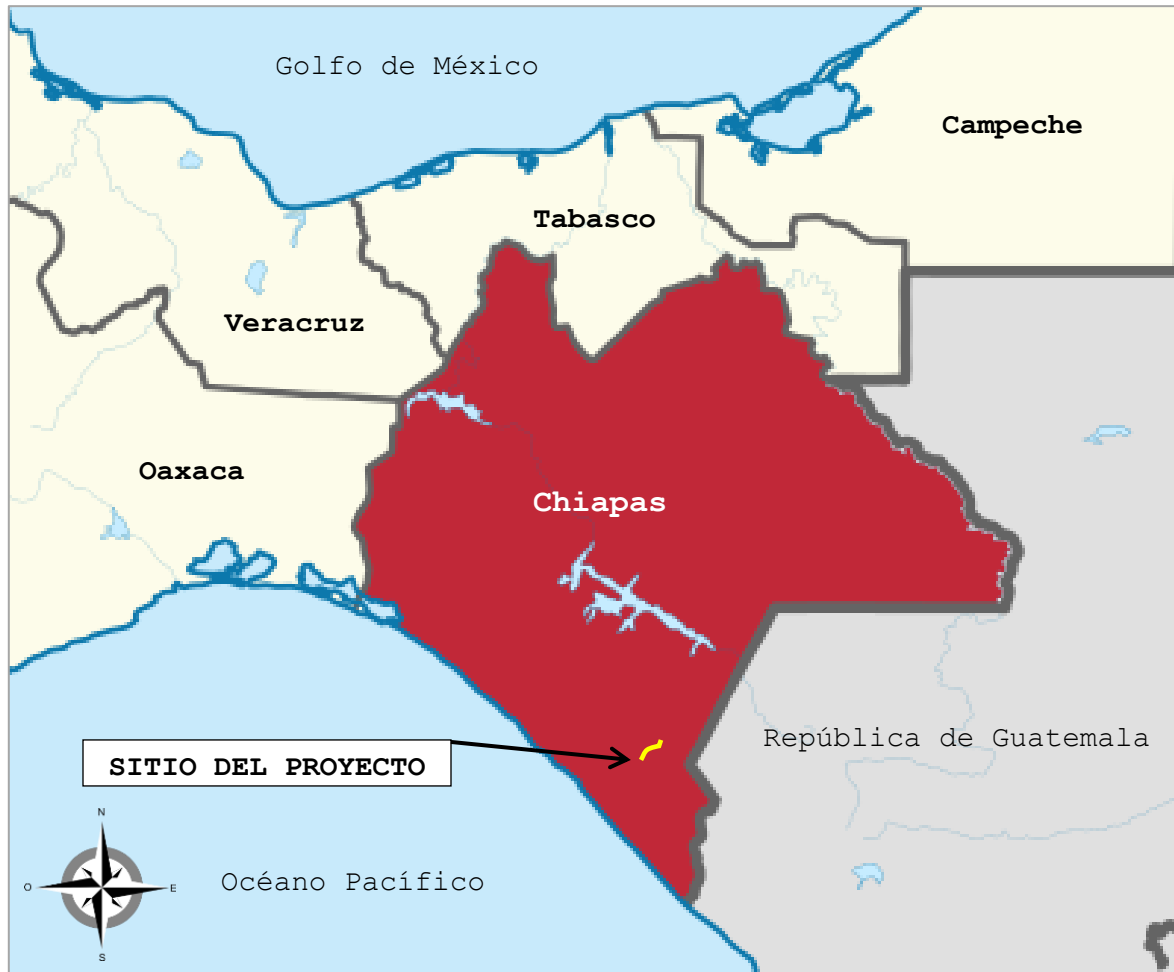 Golfo de México
Campeche
Tabasco
Veracruz
Oaxaca
Chiapas
República de Guatemala
SITIO DEL PROYECTO
N
O
E
S
Océano Pacífico